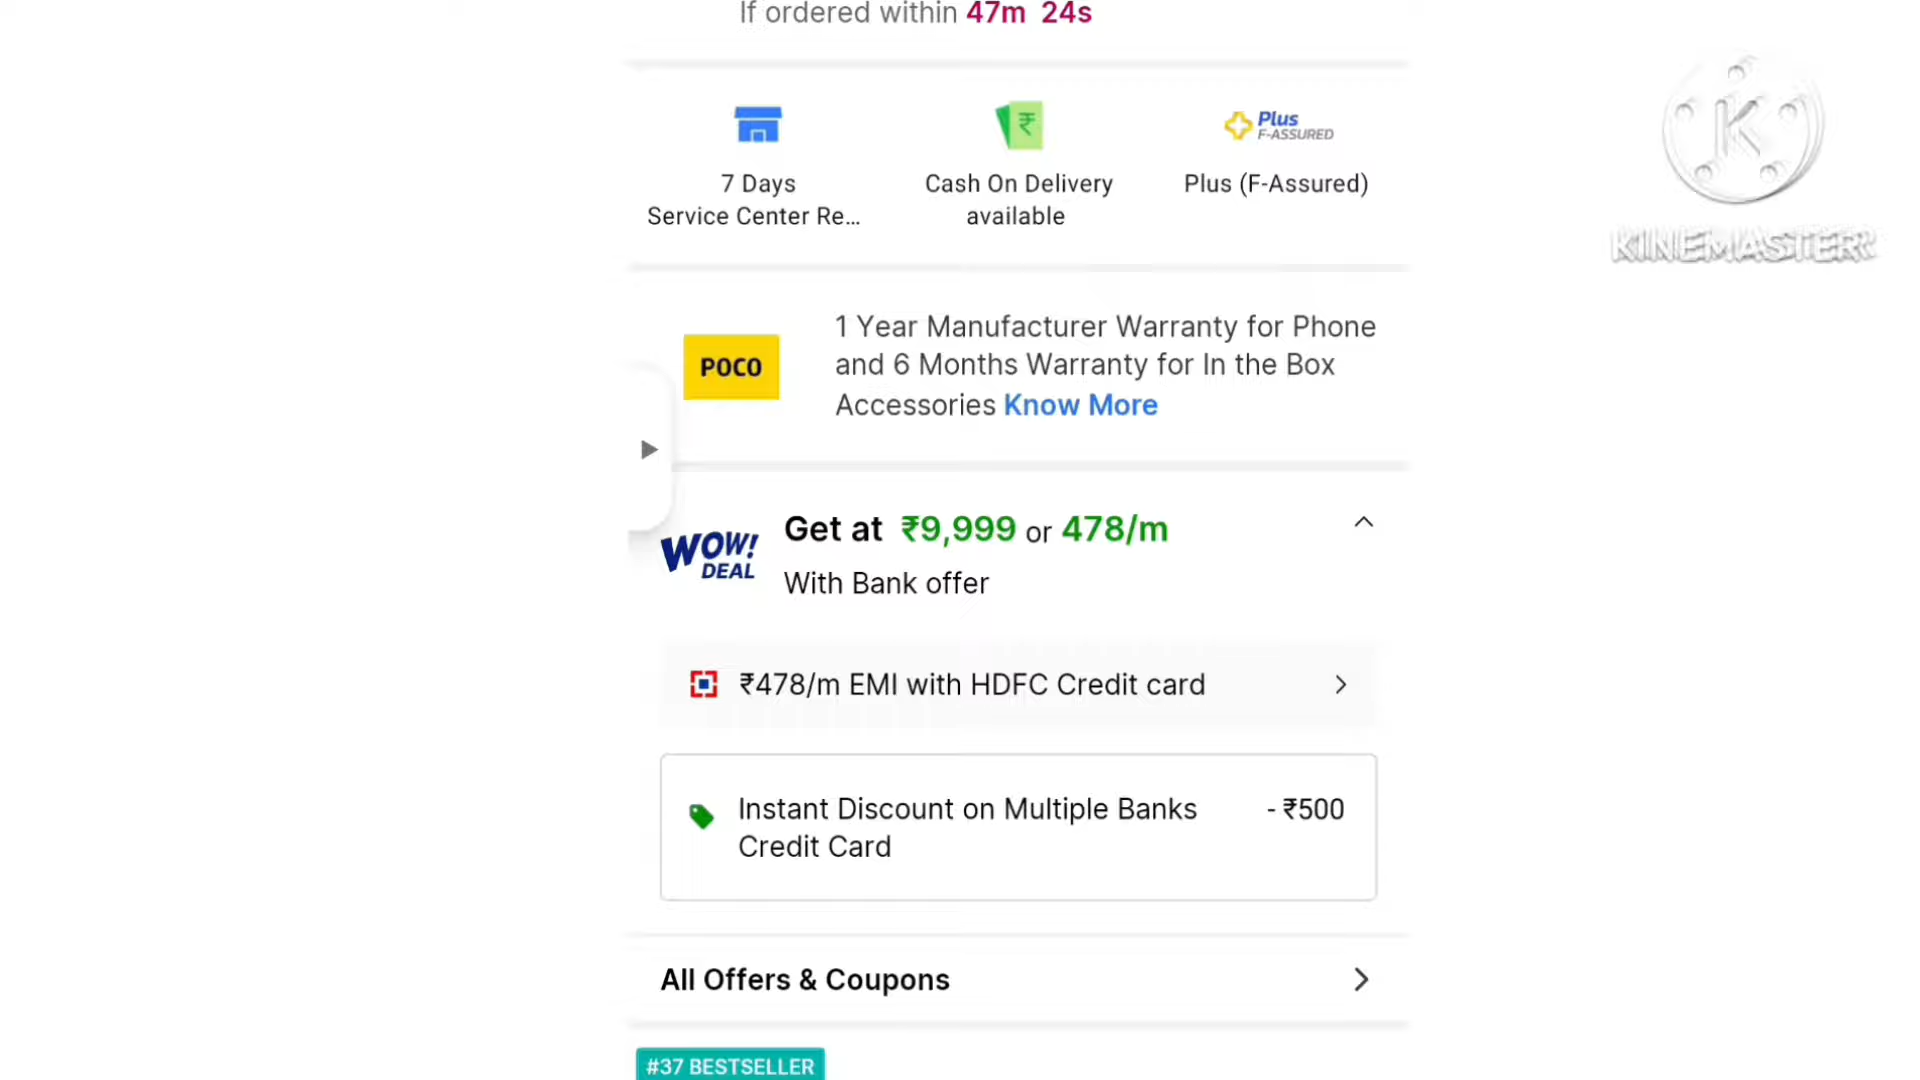 If ordered within 47m 24s
₹
Plus
F-ASSURED
7 Days
Service Center Re...
Cash On Delivery
available
Plus (F-Assured)
K
KINEMASTER
POCO
1 Year Manufacturer Warranty for Phone
and 6 Months Warranty for In the Box
Accessories Know More
WOW!
DEAL
Get at ₹9,999 or 478/m
With Bank offer
₹478/m EMI with HDFC Credit card
Instant Discount on Multiple Banks - ₹500
Credit Card
All Offers & Coupons
#37 BESTSELLER